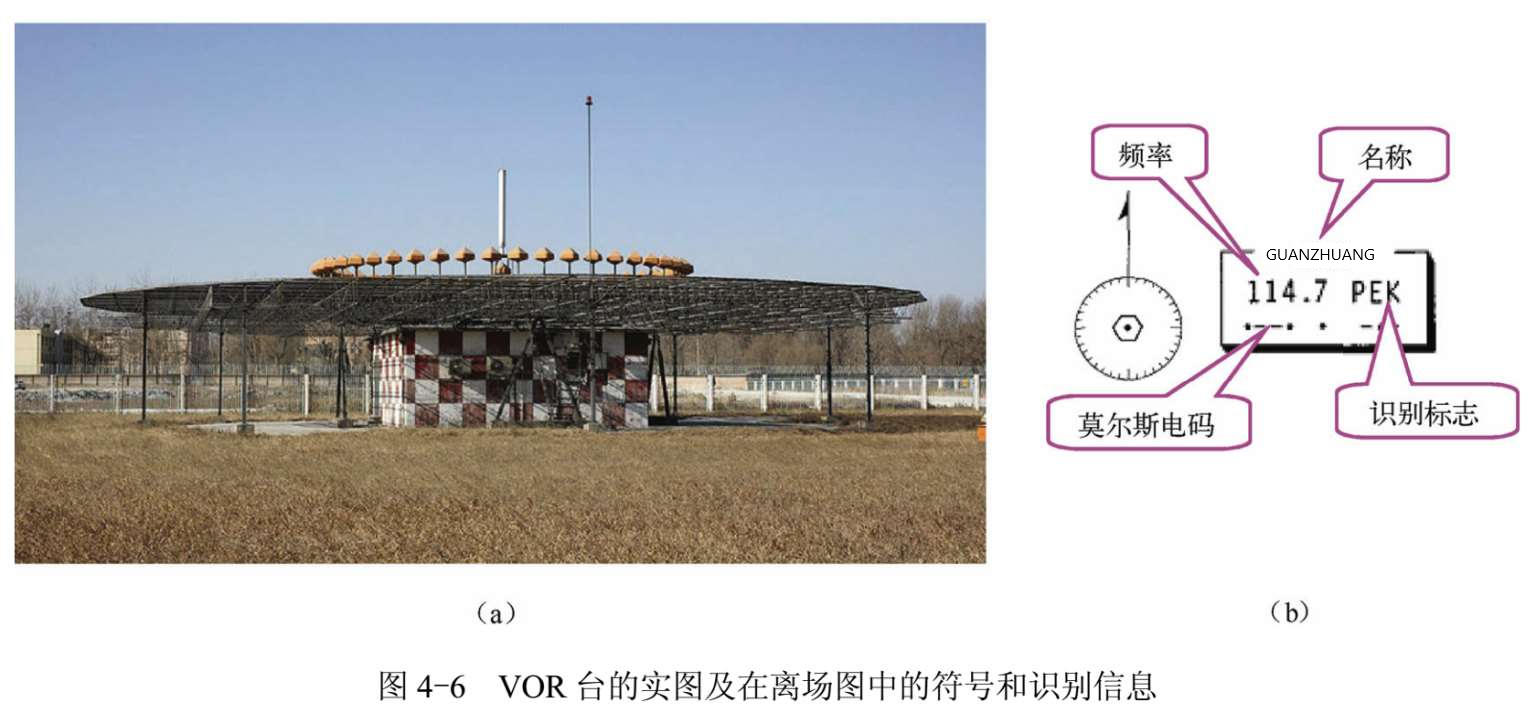 频率
名称
GUANZHUANG
114.7 PEK
莫尔斯电码
识别标志
(a)
(b)
图 4-6 VOR 台的实图及在离场图中的符号和识别信息